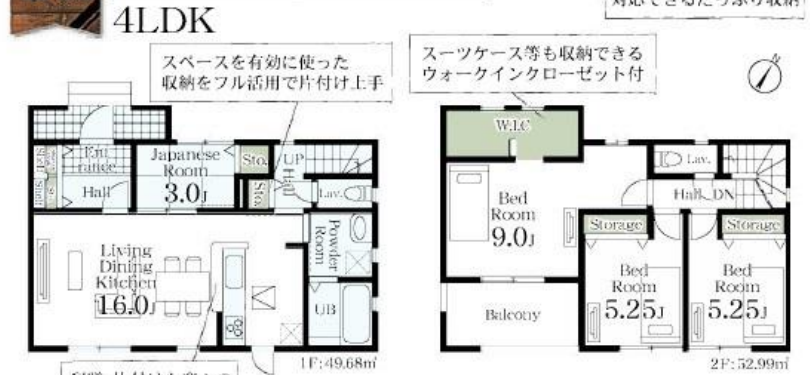 4LDK
スペースを有効に使った
収納をフル活用で片付け上手
スーツケース等も収納できる
ウォークインクローゼット付
N
Ent
rance
Hall
Japanese
Room
3.0J
Sto.
Sto.
UP
Hall
Lav.
Powder
Room
UB
Living
Dining
Kitchen
16.0J
1F:49.68㎡
W.I.C
Bed
Room
9.0J
Lav.
Hall
DN
Storage
Storage
Bed
Room
5.25J
Bed
Room
5.25J
Balcony
2F:52.99㎡